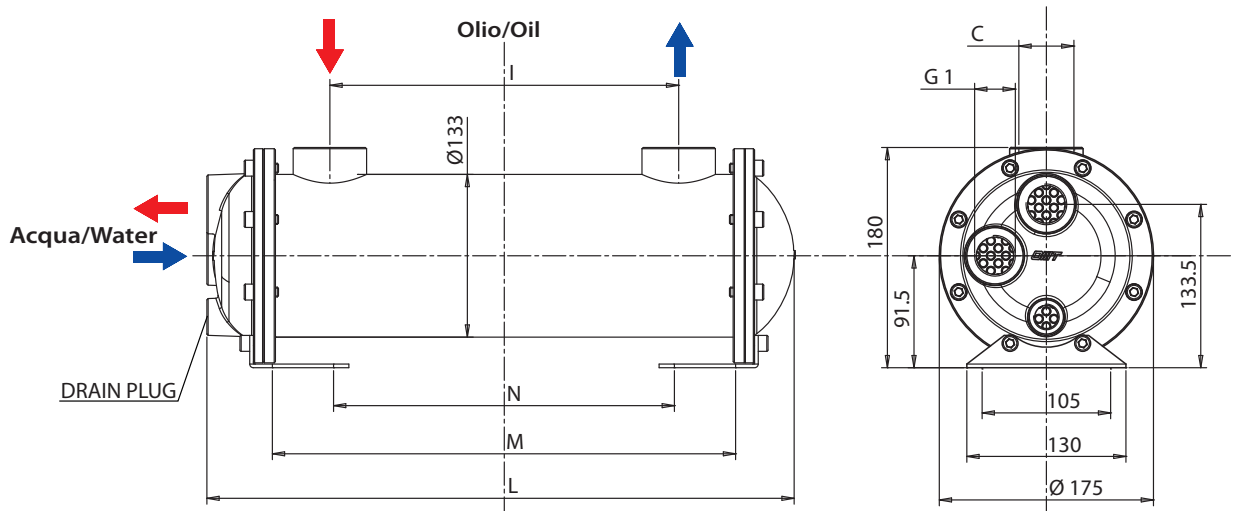 Olio/Oil
C
I
G 1
Ø133
Acqua/Water
180
91.5
133.5
DRAIN PLUG
N
105
M
130
L
Ø 175